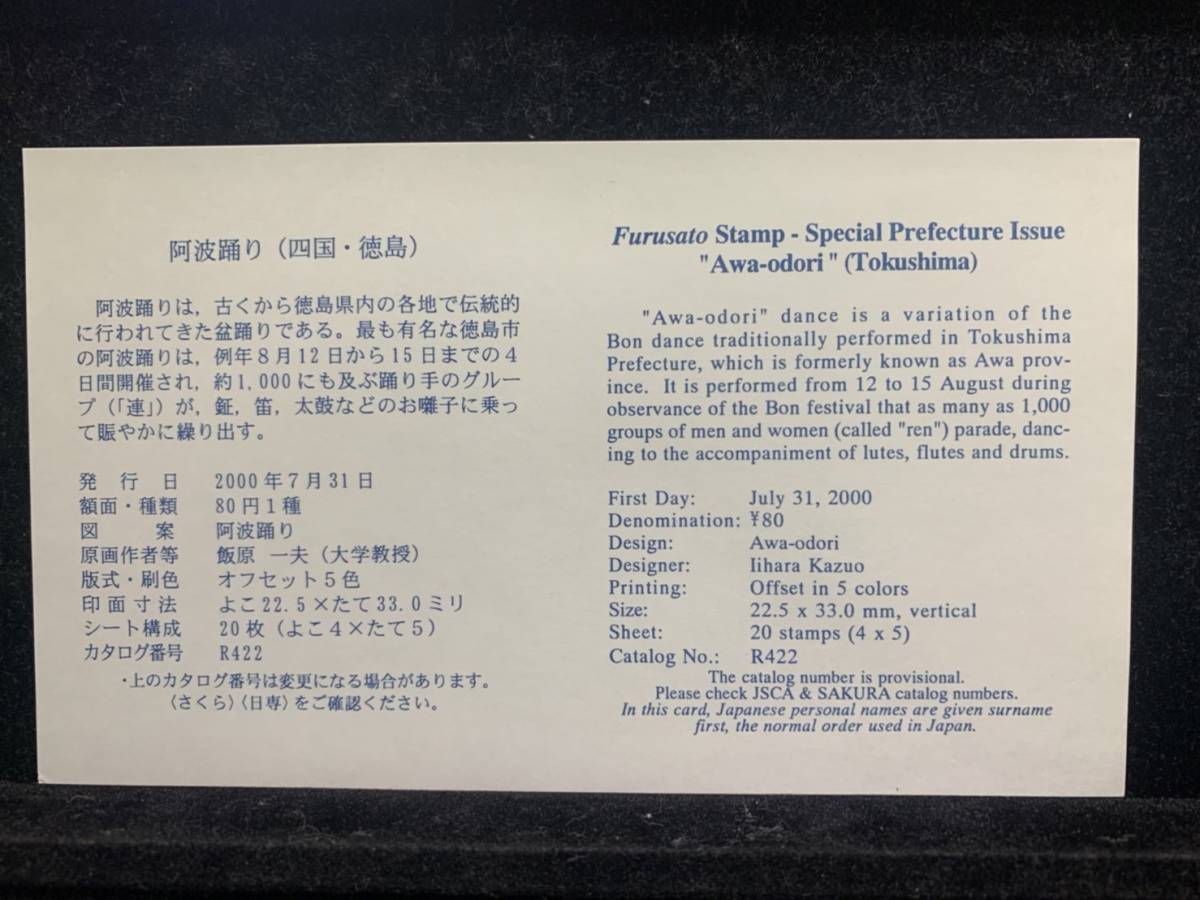 阿波踊り（四国・徳島）
阿波踊りは，古くから徳島県内の各地で伝統的
に行われてきた盆踊りである。最も有名な徳島市
の阿波踊りは，例年８月12日から15日までの４
日間開催され，約1,000にも及ぶ踊り手のグルー
プ（「連」）が，鉦，笛，太鼓などのお囃子に乗っ
て賑やかに繰り出す。
発行日 2000年７月31日
額面・種類 80円１種
図案 阿波踊り
原画作者等 飯原 一夫（大学教授）
版式・刷色 オフセット５色
印面寸法 よこ22.5×たて33.0ミリ
シート構成 20枚（よこ４×たて５）
カタログ番号 R422
・上のカタログ番号は変更になる場合があります。
〈さくら〉〈日専〉をご確認ください。
Furusato Stamp - Special Prefecture Issue
"Awa-odori" (Tokushima)
"Awa-odori" dance is a variation of the
Bon dance traditionally performed in Tokushima
Prefecture, which is formerly known as Awa prov-
ince. It is performed from 12 to 15 August during
observance of the Bon festival that as many as 1,000
groups of men and women (called "ren") parade, danc-
ing to the accompaniment of lutes, flutes and drums.
First Day: July 31, 2000
Denomination: ¥80
Design: Awa-odori
Designer: Iihara Kazuo
Printing: Offset in 5 colors
Size: 22.5 x 33.0 mm, vertical
Sheet: 20 stamps (4 x 5)
Catalog No.: R422
The catalog number is provisional.
Please check JSCA & SAKURA catalog numbers.
In this card, Japanese personal names are given surname
first, the normal order used in Japan.